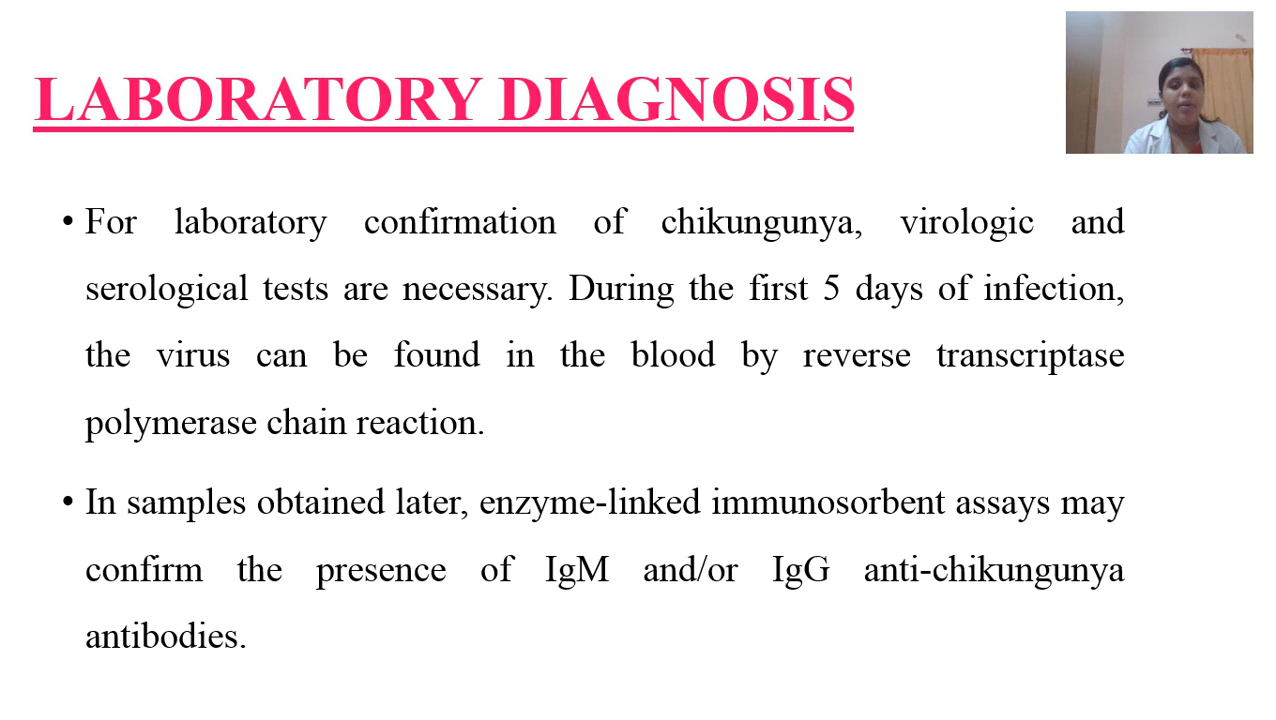 LABORATORY DIAGNOSIS
• For laboratory confirmation of chikungunya, virologic and
serological tests are necessary. During the first 5 days of infection,
the virus can be found in the blood by reverse transcriptase
polymerase chain reaction.
• In samples obtained later, enzyme-linked immunosorbent assays may
confirm the presence of IgM and/or IgG anti-chikungunya
antibodies.